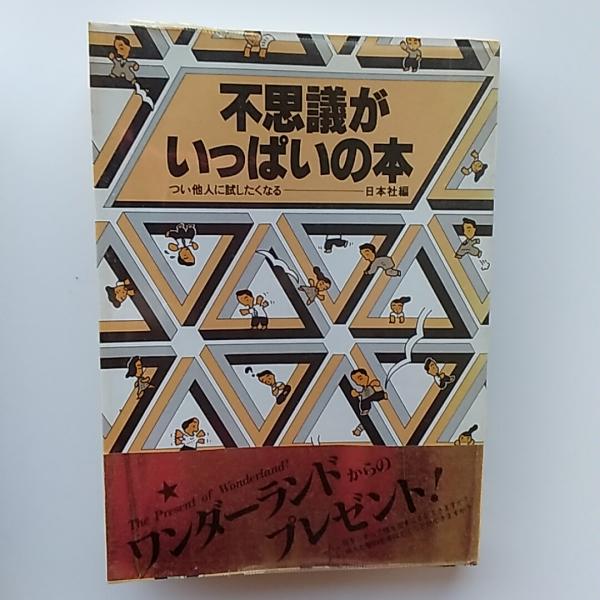 不思議が
いっぱいの本
つい他人に試したくなる
日本社編
★
The Present of Wonderland!
ワンダーランドからの
プレゼント!